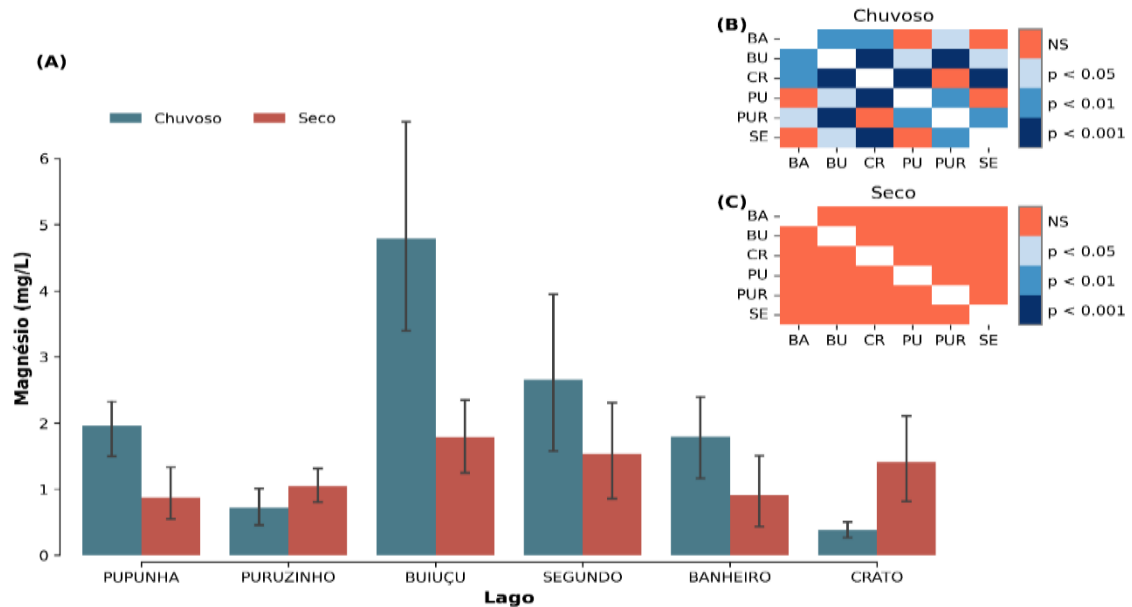 (A)
Chuvoso
Seco
Magnésio (mg/L)
6
5
4
3
2
1
0
PUPUNHA
PURUZINHO
BUIUÇU
SEGUNDO
BANHEIRO
CRATO
Lago
(B)
Chuvoso
BA
BU
CR
PU
PUR
SE
BA BU CR PU PUR SE
NS
p < 0.05
p < 0.01
p < 0.001
(C)
Seco
BA
BU
CR
PU
PUR
SE
BA BU CR PU PUR SE
NS
p < 0.05
p < 0.01
p < 0.001